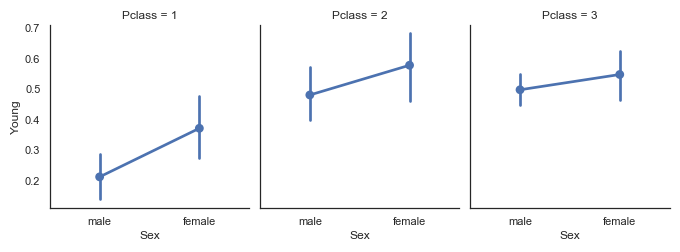 Pclass = 1 Pclass = 2 Pclass = 3
0.7
0.6
0.5
0.4
0.3
0.2
Young
male female male female male female
Sex Sex Sex